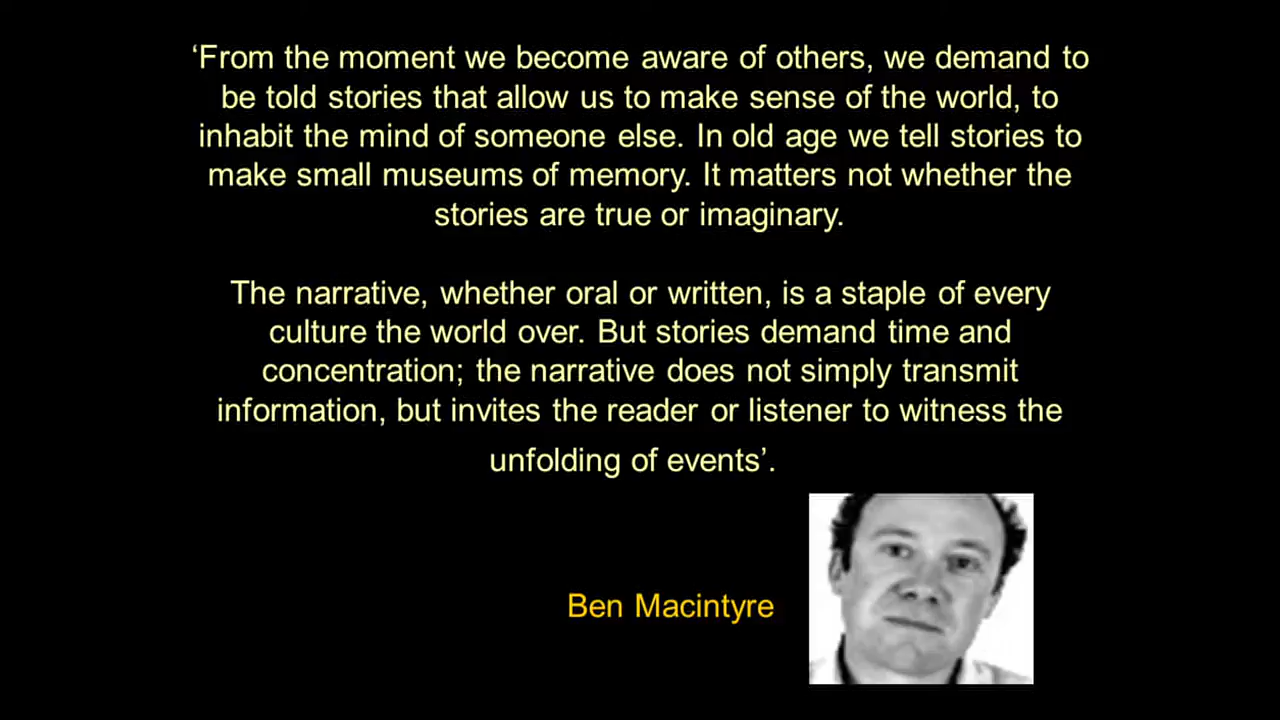 ‘From the moment we become aware of others, we demand to
be told stories that allow us to make sense of the world, to
inhabit the mind of someone else. In old age we tell stories to
make small museums of memory. It matters not whether the
stories are true or imaginary.
The narrative, whether oral or written, is a staple of every
culture the world over. But stories demand time and
concentration; the narrative does not simply transmit
information, but invites the reader or listener to witness the
unfolding of events’.
Ben Macintyre